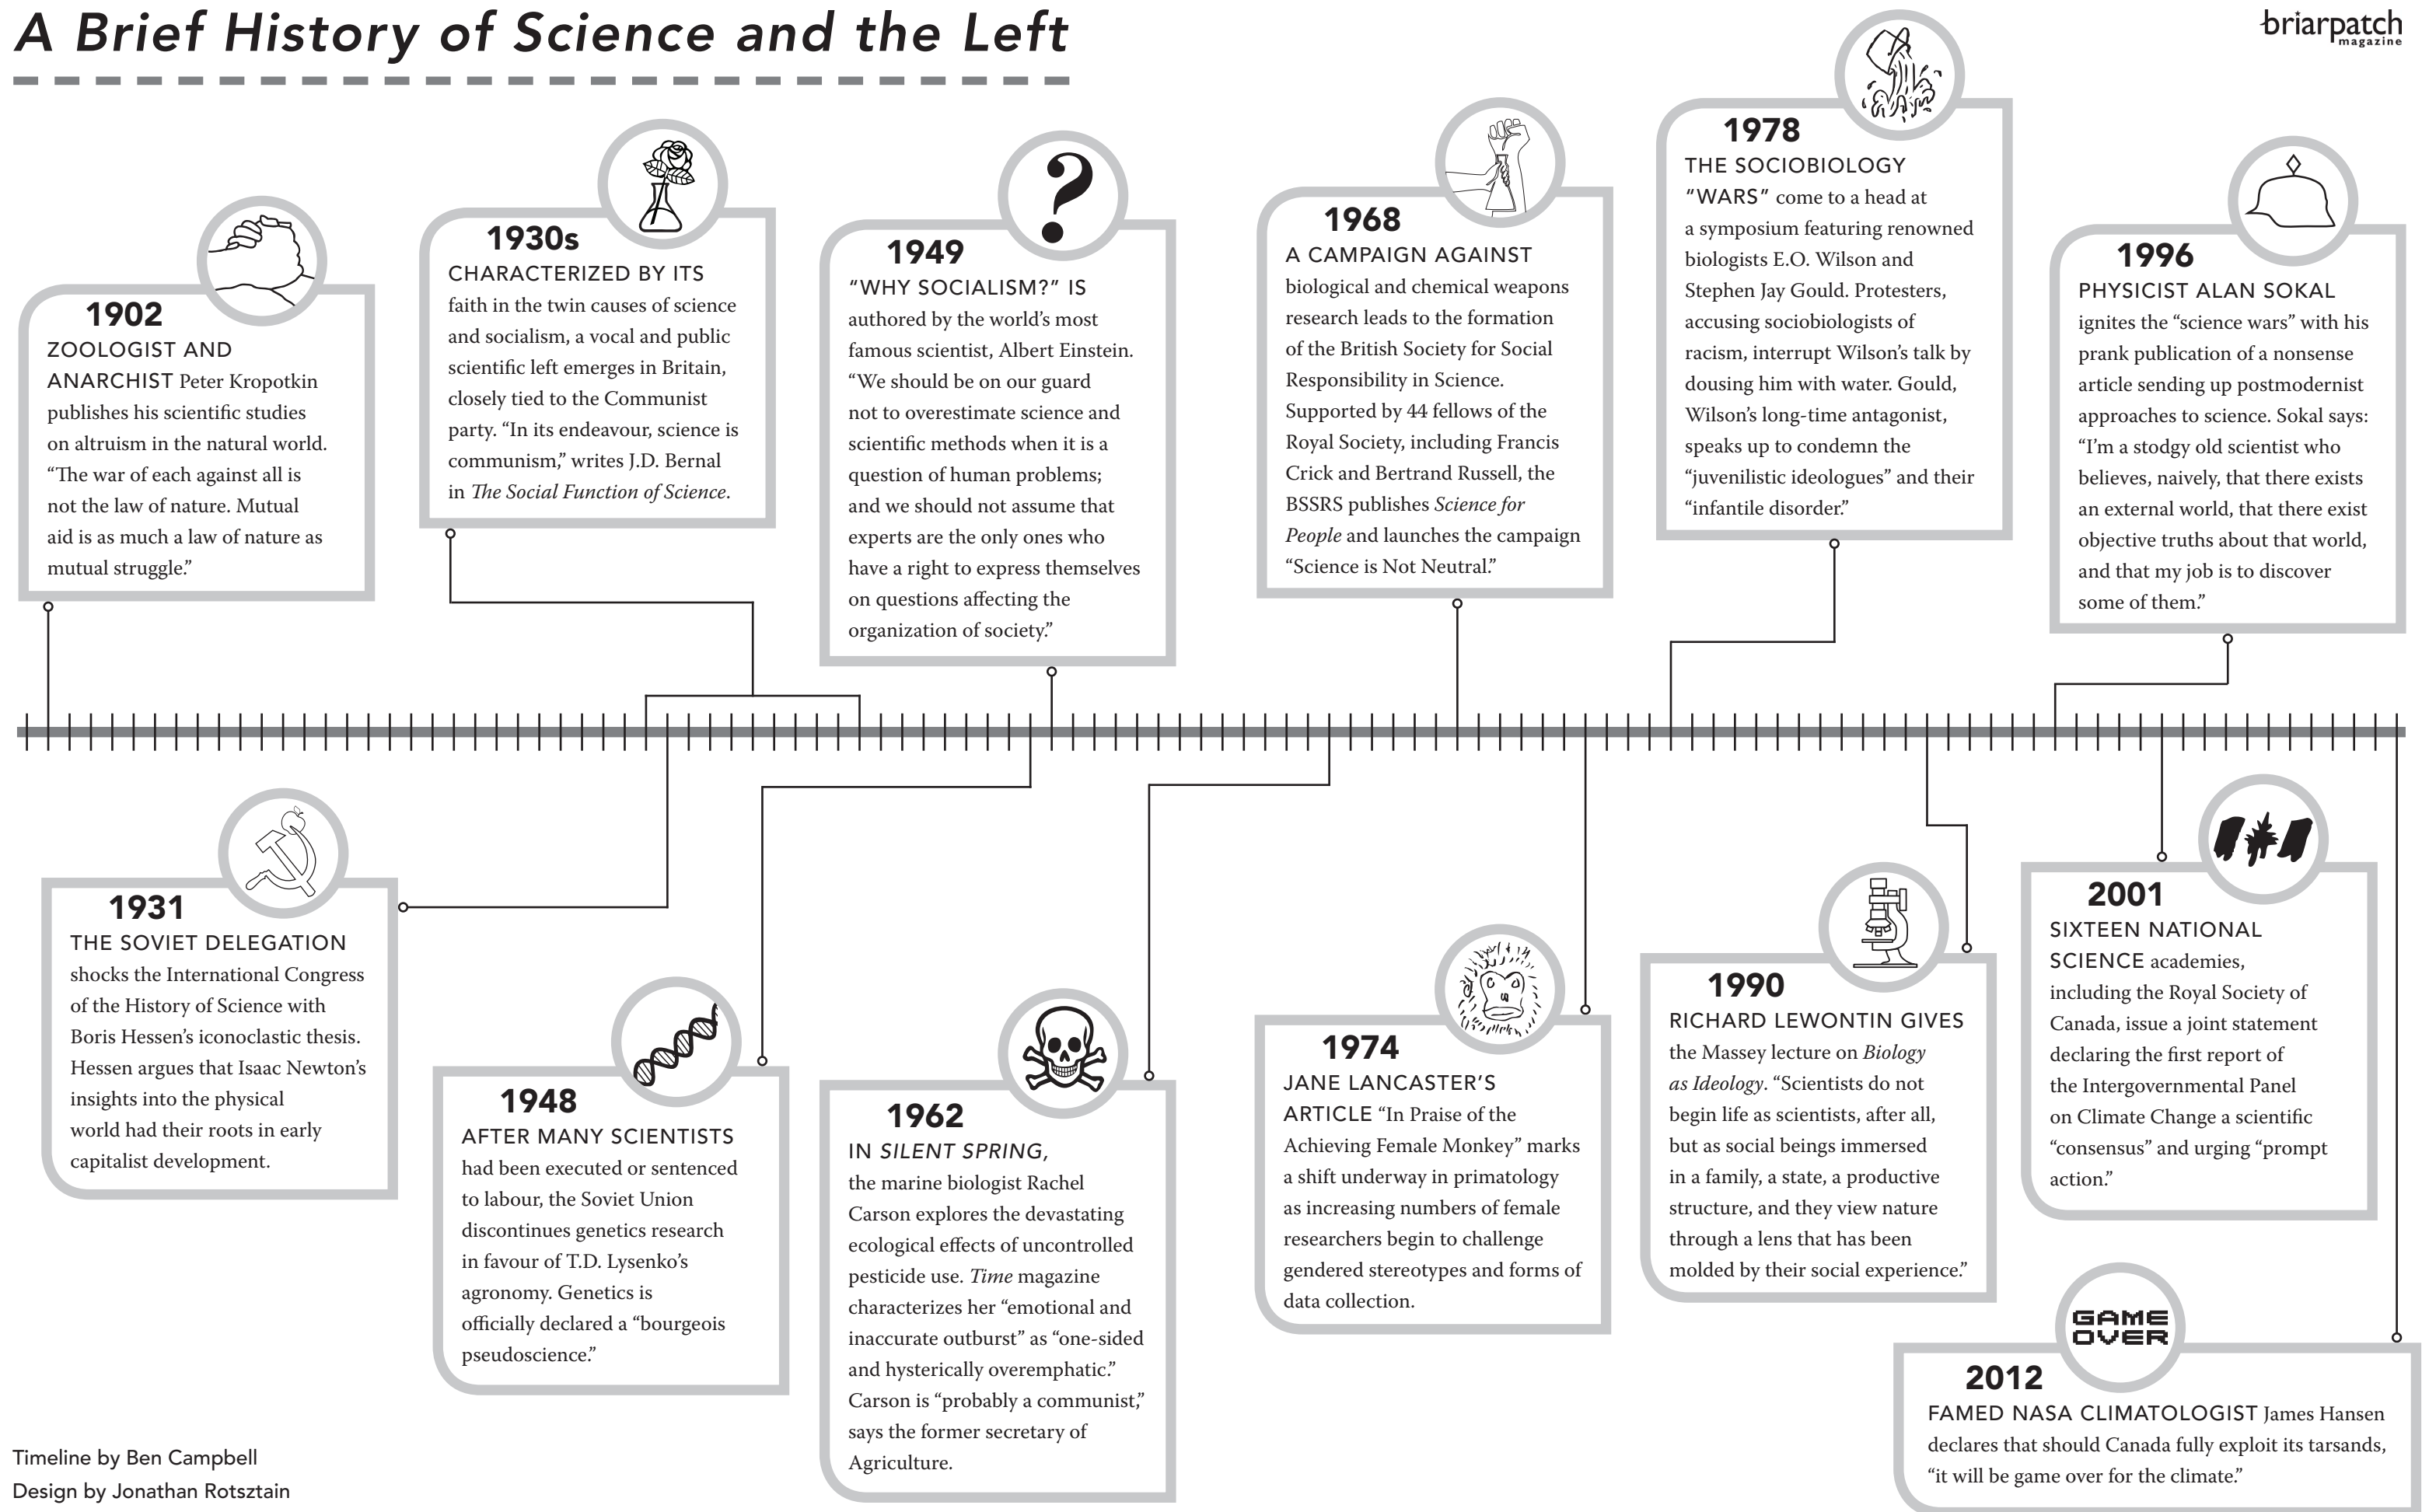 A Brief History of Science and the Left
briarpatch
magazine
1902
ZOOLOGIST AND
ANARCHIST Peter Kropotkin
publishes his scientific studies
on altruism in the natural world.
“The war of each against all is
not the law of nature. Mutual
aid is as much a law of nature as
mutual struggle.”
1930s
CHARACTERIZED BY ITS
faith in the twin causes of science
and socialism, a vocal and public
scientific left emerges in Britain,
closely tied to the Communist
party. “In its endeavour, science is
communism,” writes J.D. Bernal
in The Social Function of Science.
?
1949
“WHY SOCIALISM?” IS
authored by the world’s most
famous scientist, Albert Einstein.
“We should be on our guard
not to overestimate science and
scientific methods when it is a
question of human problems;
and we should not assume that
experts are the only ones who
have a right to express themselves
on questions affecting the
organization of society.”
1968
A CAMPAIGN AGAINST
biological and chemical weapons
research leads to the formation
of the British Society for Social
Responsibility in Science.
Supported by 44 fellows of the
Royal Society, including Francis
Crick and Bertrand Russell, the
BSSRS publishes Science for
People and launches the campaign
“Science is Not Neutral.”
1978
THE SOCIOBIOLOGY
“WARS” come to a head at
a symposium featuring renowned
biologists E.O. Wilson and
Stephen Jay Gould. Protesters,
accusing sociobiologists of
racism, interrupt Wilson’s talk by
dousing him with water. Gould,
Wilson’s long-time antagonist,
speaks up to condemn the
“juvenilistic ideologues” and their
“infantile disorder.”
1996
PHYSICIST ALAN SOKAL
ignites the “science wars” with his
prank publication of a nonsense
article sending up postmodernist
approaches to science. Sokal says:
“I’m a stodgy old scientist who
believes, naively, that there exists
an external world, that there exist
objective truths about that world,
and that my job is to discover
some of them.”
1931
THE SOVIET DELEGATION
shocks the International Congress
of the History of Science with
Boris Hessen’s iconoclastic thesis.
Hessen argues that Isaac Newton’s
insights into the physical
world had their roots in early
capitalist development.
1948
AFTER MANY SCIENTISTS
had been executed or sentenced
to labour, the Soviet Union
discontinues genetics research
in favour of T.D. Lysenko’s
agronomy. Genetics is
officially declared a “bourgeois
pseudoscience.”
1962
IN SILENT SPRING,
the marine biologist Rachel
Carson explores the devastating
ecological effects of uncontrolled
pesticide use. Time magazine
characterizes her “emotional and
inaccurate outburst” as “one-sided
and hysterically overemphatic.”
Carson is “probably a communist,”
says the former secretary of
Agriculture.
1974
JANE LANCASTER’S
ARTICLE “In Praise of the
Achieving Female Monkey” marks
a shift underway in primatology
as increasing numbers of female
researchers begin to challenge
gendered stereotypes and forms of
data collection.
1990
RICHARD LEWONTIN GIVES
the Massey lecture on Biology
as Ideology. “Scientists do not
begin life as scientists, after all,
but as social beings immersed
in a family, a state, a productive
structure, and they view nature
through a lens that has been
molded by their social experience.”
2001
SIXTEEN NATIONAL
SCIENCE academies,
including the Royal Society of
Canada, issue a joint statement
declaring the first report of
the Intergovernmental Panel
on Climate Change a scientific
“consensus” and urging “prompt
action.”
GAME
OVER
2012
FAMED NASA CLIMATOLOGIST James Hansen
declares that should Canada fully exploit its tarsands,
“it will be game over for the climate.”
Timeline by Ben Campbell
Design by Jonathan Rotsztain